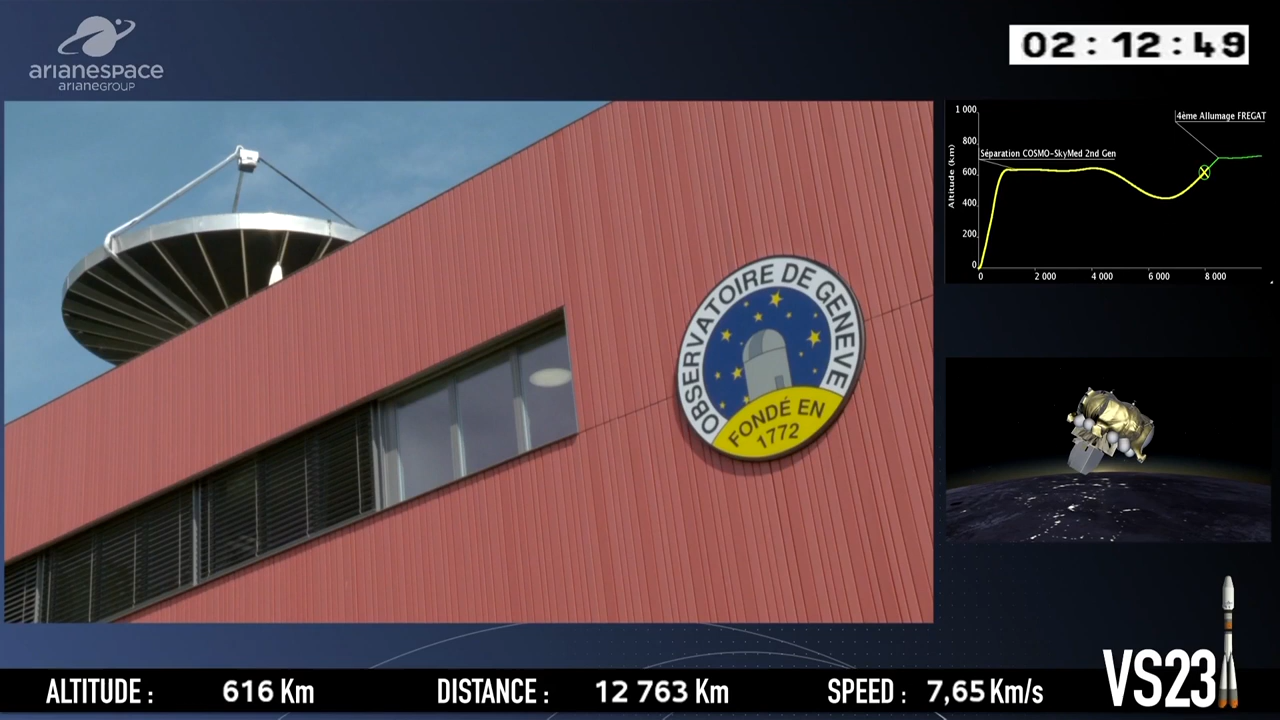 arianespace
arianeGROUP
02:12:49
1 000
800
600
400
200
0
Altitude (km)
4ème Allumage FREGAT
Séparation COSMO-SkyMed 2nd Gen
0
2 000
4 000
6 000
8 000
OBSERVATOIRE DE GENEVE
FONDÉ EN
1772
VS23
ALTITUDE : 616 Km
DISTANCE : 12 763 Km
SPEED : 7,65 Km/s